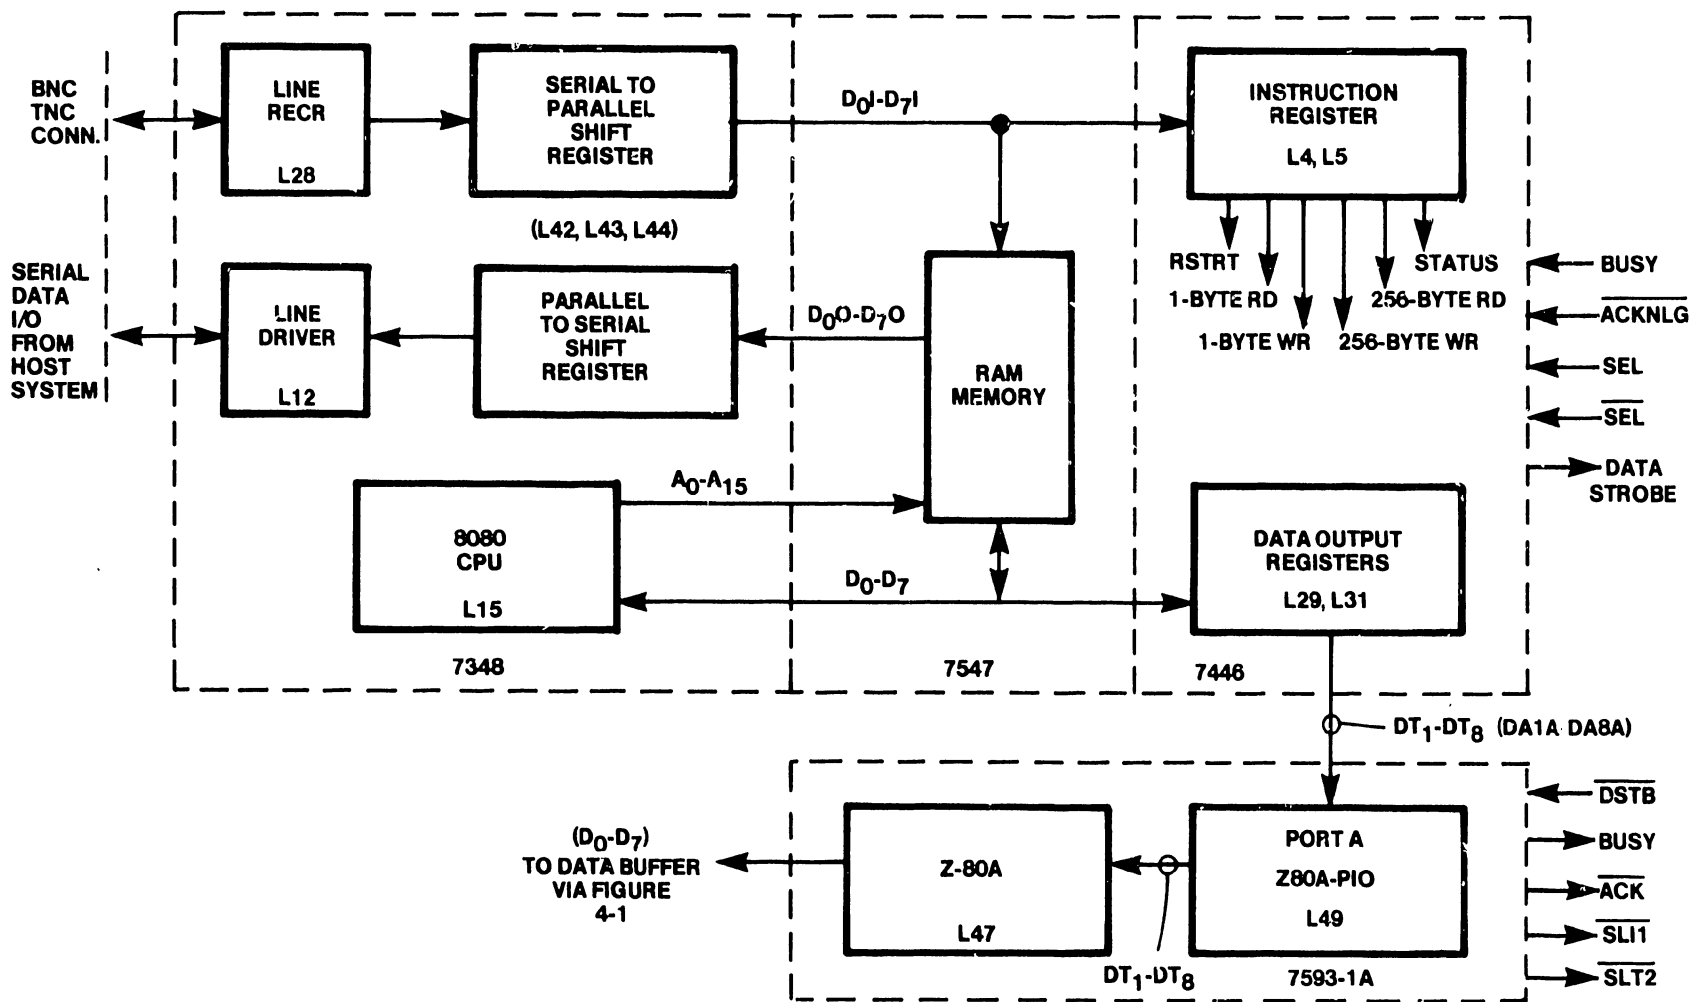 BNC
TNC
CONN.
LINE
RECR
L28
SERIAL TO
PARALLEL
SHIFT
REGISTER
(L42, L43, L44)
D0I-D7I
INSTRUCTION
REGISTER
L4, L5
RSTRT
STATUS
1-BYTE RD
256-BYTE RD
1-BYTE WR
256-BYTE WR
SERIAL
DATA
I/O
FROM
HOST
SYSTEM
LINE
DRIVER
L12
PARALLEL
TO SERIAL
SHIFT
REGISTER
D0O-D7O
RAM
MEMORY
BUSY
ACKNLG
SEL
SEL
DATA
STROBE
8080
CPU
L15
A0-A15
D0-D7
DATA OUTPUT
REGISTERS
L29, L31
7348
7547
7446
DT1-DT8 (DA1A DA8A)
(D0-D7)
TO DATA BUFFER
VIA FIGURE
4-1
Z-80A
L47
PORT A
Z80A-PIO
L49
DT1-DT8
7593-1A
DSTB
BUSY
ACK
SLI1
SLT2